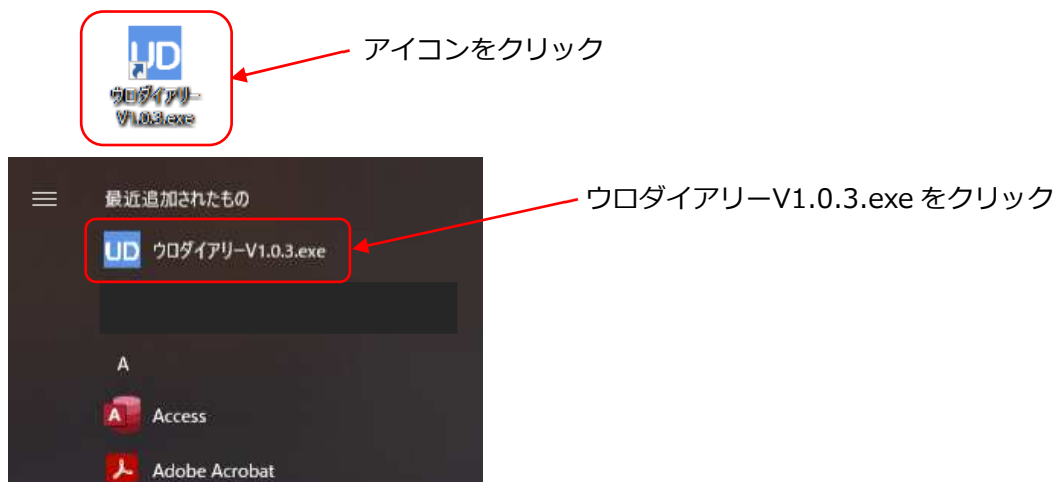 UD
アイコンをクリック
ウロダイアリー
V1.0.3.exe
最近追加されたもの
ウロダイアリーV1.0.3.exe をクリック
UD ウロダイアリーV1.0.3.exe
A
A Access
Adobe Acrobat